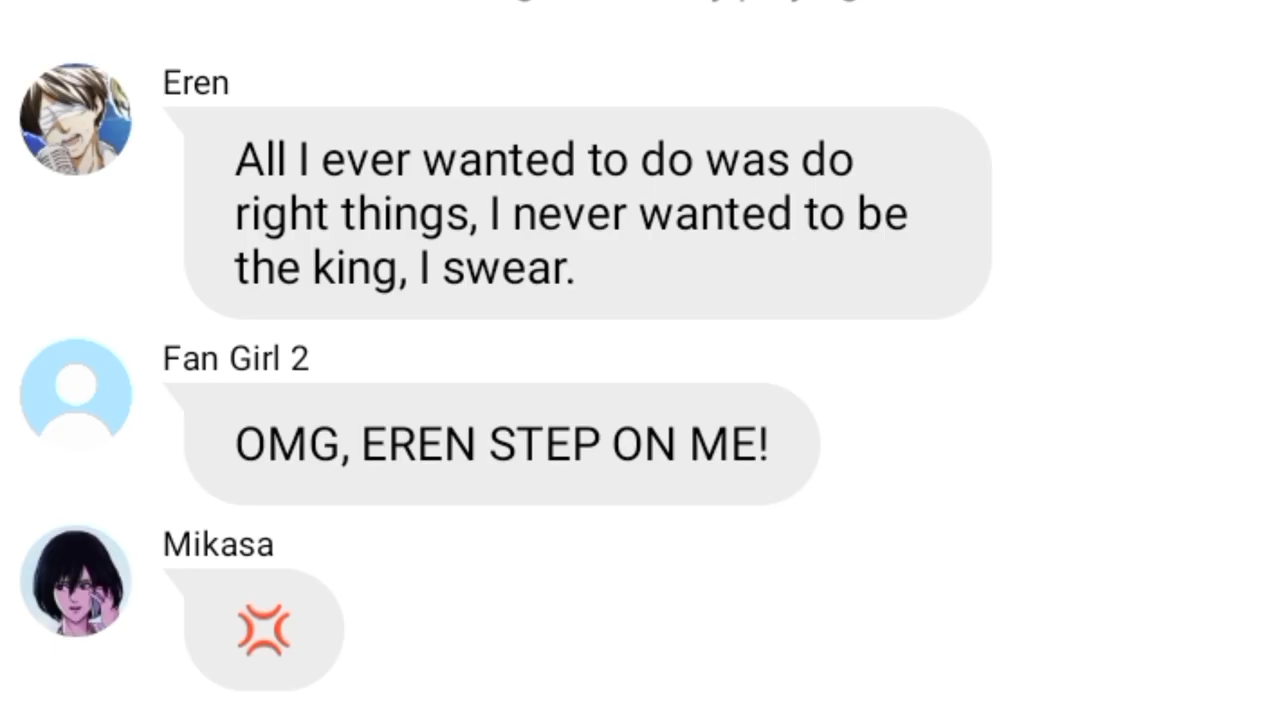 Eren
All I ever wanted to do was do
right things, I never wanted to be
the king, I swear.
Fan Girl 2
OMG, EREN STEP ON ME!
Mikasa
💢